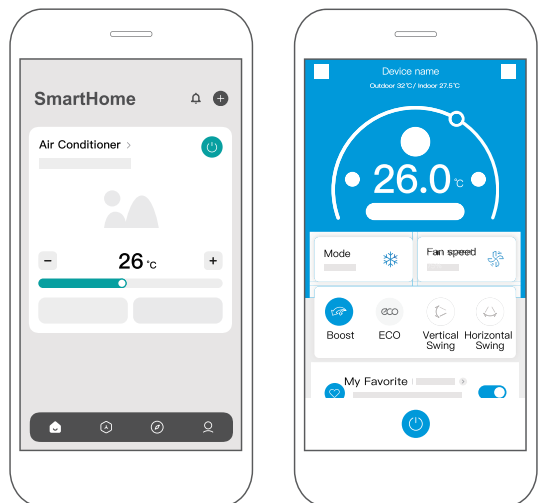 SmartHome
Air Conditioner
26 °C
Device name
Outdoor 32℃/ Indoor 27.5℃
26.0 °C
Mode
Fan speed
eco
Boost
ECO
Vertical Swing
Horizontal Swing
My Favorite